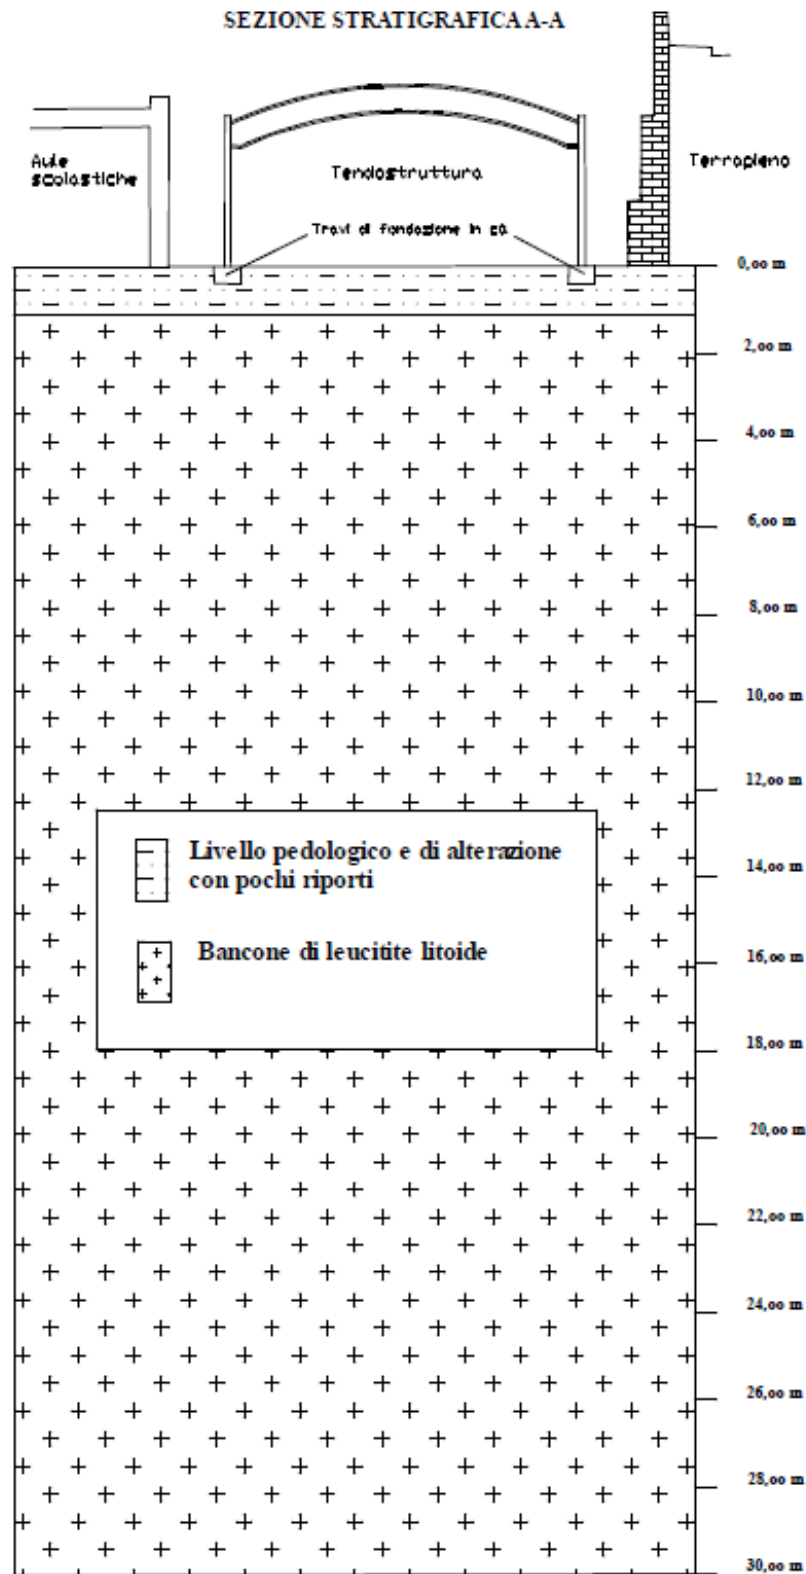 SEZIONE STRATIGRAFICA A-A
Aule
scolastiche
Tendostruttura
Terrapieno
Travi di fondazione in ca.
0,00 m
2,00 m
4,00 m
6,00 m
8,00 m
10,00 m
12,00 m
Livello pedologico e di alterazione
con pochi riporti
14,00 m
Bancone di leucitite litoide
16,00 m
18,00 m
20,00 m
22,00 m
24,00 m
26,00 m
28,00 m
30,00 m